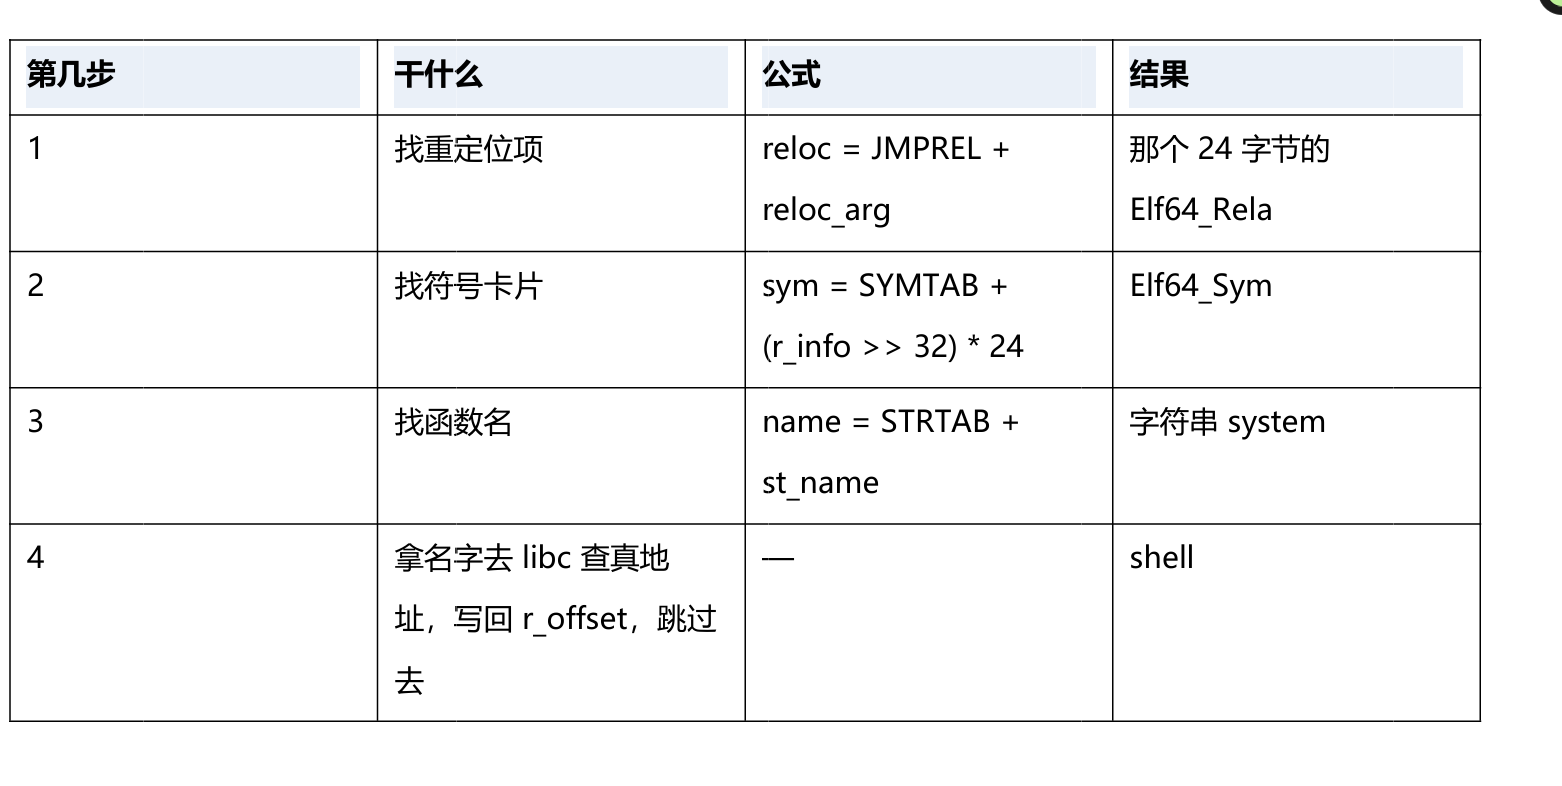 第几步 干什么 公式 结果
1 找重定位项 reloc = JMPREL + 那个 24 字节的
reloc_arg Elf64_Rela
2 找符号卡片 sym = SYMTAB + Elf64_Sym
(r_info >> 32) * 24
3 找函数名 name = STRTAB + 字符串 system
st_name
4 拿名字去 libc 查真地 — shell
址，写回 r_offset，跳过
去